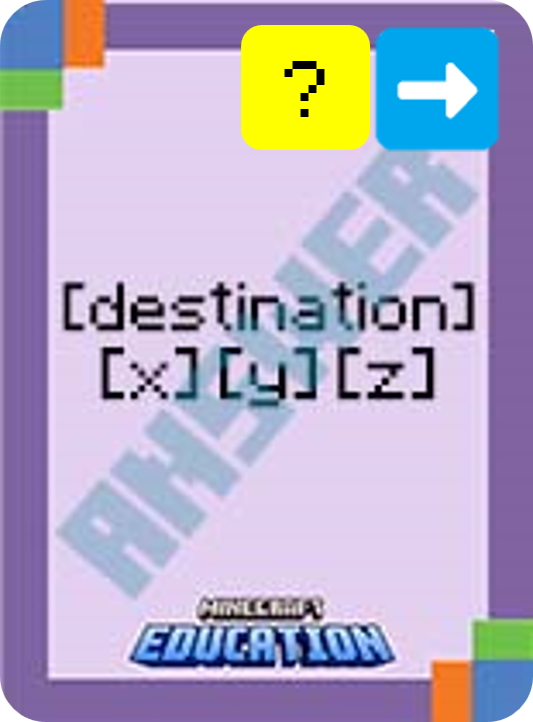 ?
[destination]
[x][y][z]
ANSWER
MINECRAFT
EDUCATION